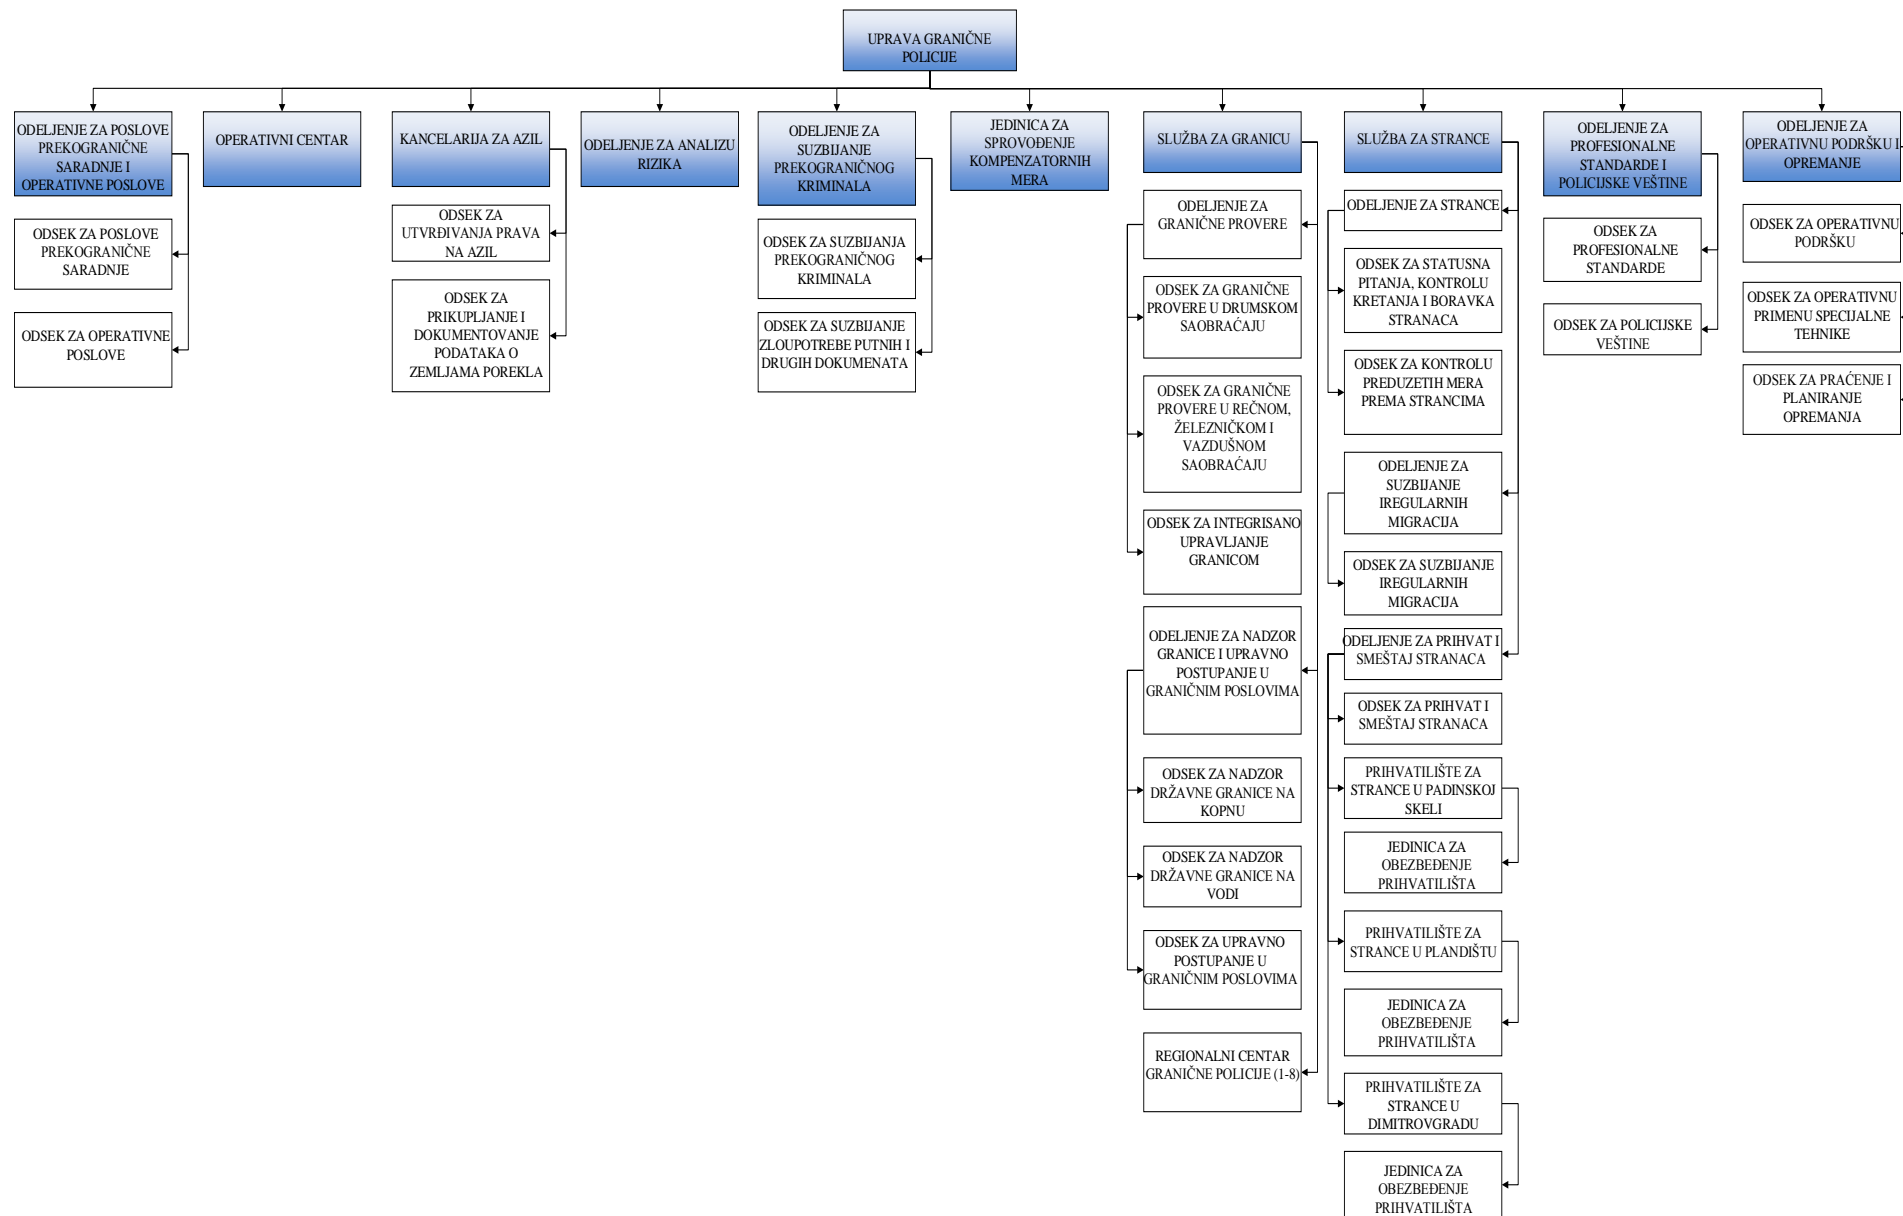 UPRAVA GRANIČNE
POLICIJE
ODELJENJE ZA POSLOVE
PREKOGRANIČNE
SARADNJE I
OPERATIVNE POSLOVE
ODSEK ZA POSLOVE
PREKOGRANIČNE
SARADNJE
ODSEK ZA OPERATIVNE
POSLOVE
OPERATIVNI CENTAR
KANCELARIJA ZA AZIL
ODSEK ZA
UTVRĐIVANJA PRAVA
NA AZIL
ODSEK ZA
PRIKUPLJANJE I
DOKUMENTOVANJE
PODATAKA O
ZEMLJAMA POREKLA
ODELJENJE ZA ANALIZU
RIZIKA
ODELJENJE ZA
SUZBIJANJE
PREKOGRANIČNOG
KRIMINALA
ODSEK ZA SUZBIJANJA
PREKOGRANIČNOG
KRIMINALA
ODSEK ZA SUZBIJANJE
ZLOUPOTREBE PUTNIH I
DRUGIH DOKUMENATA
JEDINICA ZA
SPROVOĐENJE
KOMPENZATORNIH
MERA
SLUŽBA ZA GRANICU
ODELJENJE ZA
GRANIČNE PROVERE
ODSEK ZA GRANIČNE
PROVERE U DRUMSKOM
SAOBRAĆAJU
ODSEK ZA GRANIČNE
PROVERE U REČNOM,
ŽELEZNIČKOM I
VAZDUŠNOM
SAOBRAĆAJU
ODSEK ZA INTEGRISANO
UPRAVLJANJE
GRANICOM
ODELJENJE ZA NADZOR
GRANICE I UPRAVNO
POSTUPANJE U
GRANIČNIM POSLOVIMA
ODSEK ZA NADZOR
DRŽAVNE GRANICE NA
KOPNU
ODSEK ZA NADZOR
DRŽAVNE GRANICE NA
VODI
ODSEK ZA UPRAVNO
POSTUPANJE U
GRANIČNIM POSLOVIMA
REGIONALNI CENTAR
GRANIČNE POLICIJE (1-8)
SLUŽBA ZA STRANCE
ODELJENJE ZA STRANCE
ODSEK ZA STATUSNA
PITANJA, KONTROLU
KRETANJA I BORAVKA
STRANACA
ODSEK ZA KONTROLU
PREDUZETIH MERA
PREMA STRANCIMA
ODELJENJE ZA
SUZBIJANJE
IREGULARNIH
MIGRACIJA
ODSEK ZA SUZBIJANJE
IREGULARNIH
MIGRACIJA
ODELJENJE ZA PRIHVAT I
SMEŠTAJ STRANACA
ODSEK ZA PRIHVAT I
SMEŠTAJ STRANACA
PRIHVATILIŠTE ZA
STRANCE U PADINSKOJ
SKELI
JEDINICA ZA
OBEZBEĐENJE
PRIHVATILIŠTA
PRIHVATILIŠTE ZA
STRANCE U PLANDIŠTU
JEDINICA ZA
OBEZBEĐENJE
PRIHVATILIŠTA
PRIHVATILIŠTE ZA
STRANCE U
DIMITROVGRADU
JEDINICA ZA
OBEZBEĐENJE
PRIHVATILIŠTA
ODELJENJE ZA
PROFESIONALNE
STANDARDE I
POLICIJSKE VEŠTINE
ODSEK ZA
PROFESIONALNE
STANDARDE
ODSEK ZA POLICIJSKE
VEŠTINE
ODELJENJE ZA
OPERATIVNU PODRŠKU I
OPREMANJE
ODSEK ZA OPERATIVNU
PODRŠKU
ODSEK ZA OPERATIVNU
PRIMENU SPECIJALNE
TEHNIKE
ODSEK ZA PRAĆENJE I
PLANIRANJE
OPREMANJA